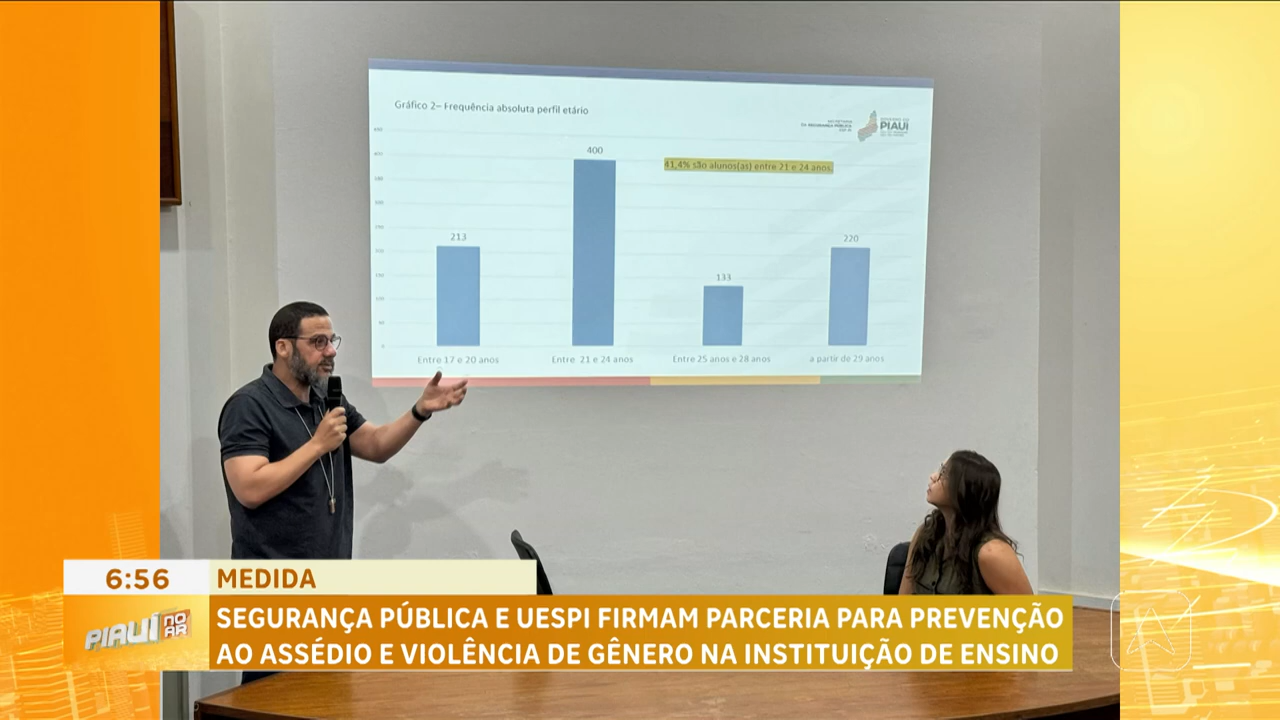 Gráfico 2– Frequência absoluta perfil etário
PIAUÍ
41,4% são alunos(as) entre 21 e 24 anos.
400
213
133
220
Entre 17 e 20 anos
Entre 21 e 24 anos
Entre 25 anos e 28 anos
a partir de 29 anos
6:56
MEDIDA
PIAUÍ NO AR
SEGURANÇA PÚBLICA E UESPI FIRMAM PARCERIA PARA PREVENÇÃO
AO ASSÉDIO E VIOLÊNCIA DE GÊNERO NA INSTITUIÇÃO DE ENSINO